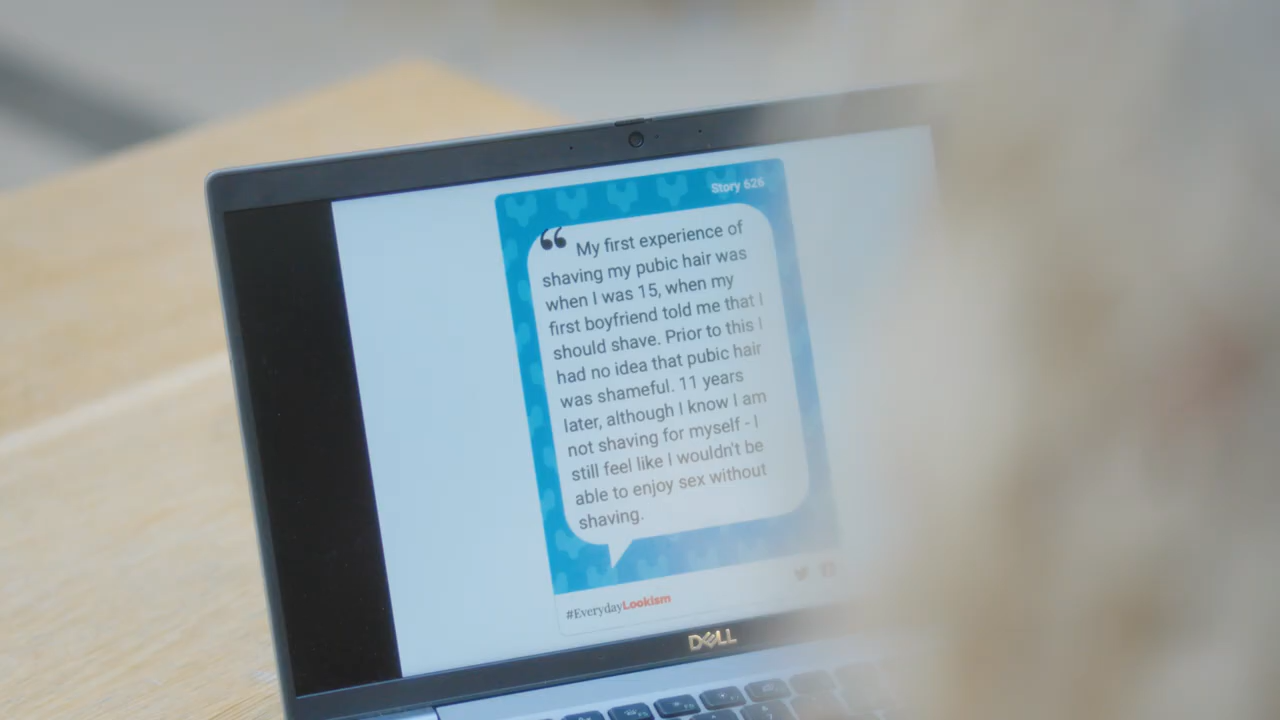 Story 626
“ My first experience of
shaving my pubic hair was
when I was 15, when my
first boyfriend told me that I
should shave. Prior to this I
had no idea that pubic hair
was shameful. 11 years
later, although I know I am
not shaving for myself - I
still feel like I wouldn't be
able to enjoy sex without
shaving.
#EverydayLookism
DELL